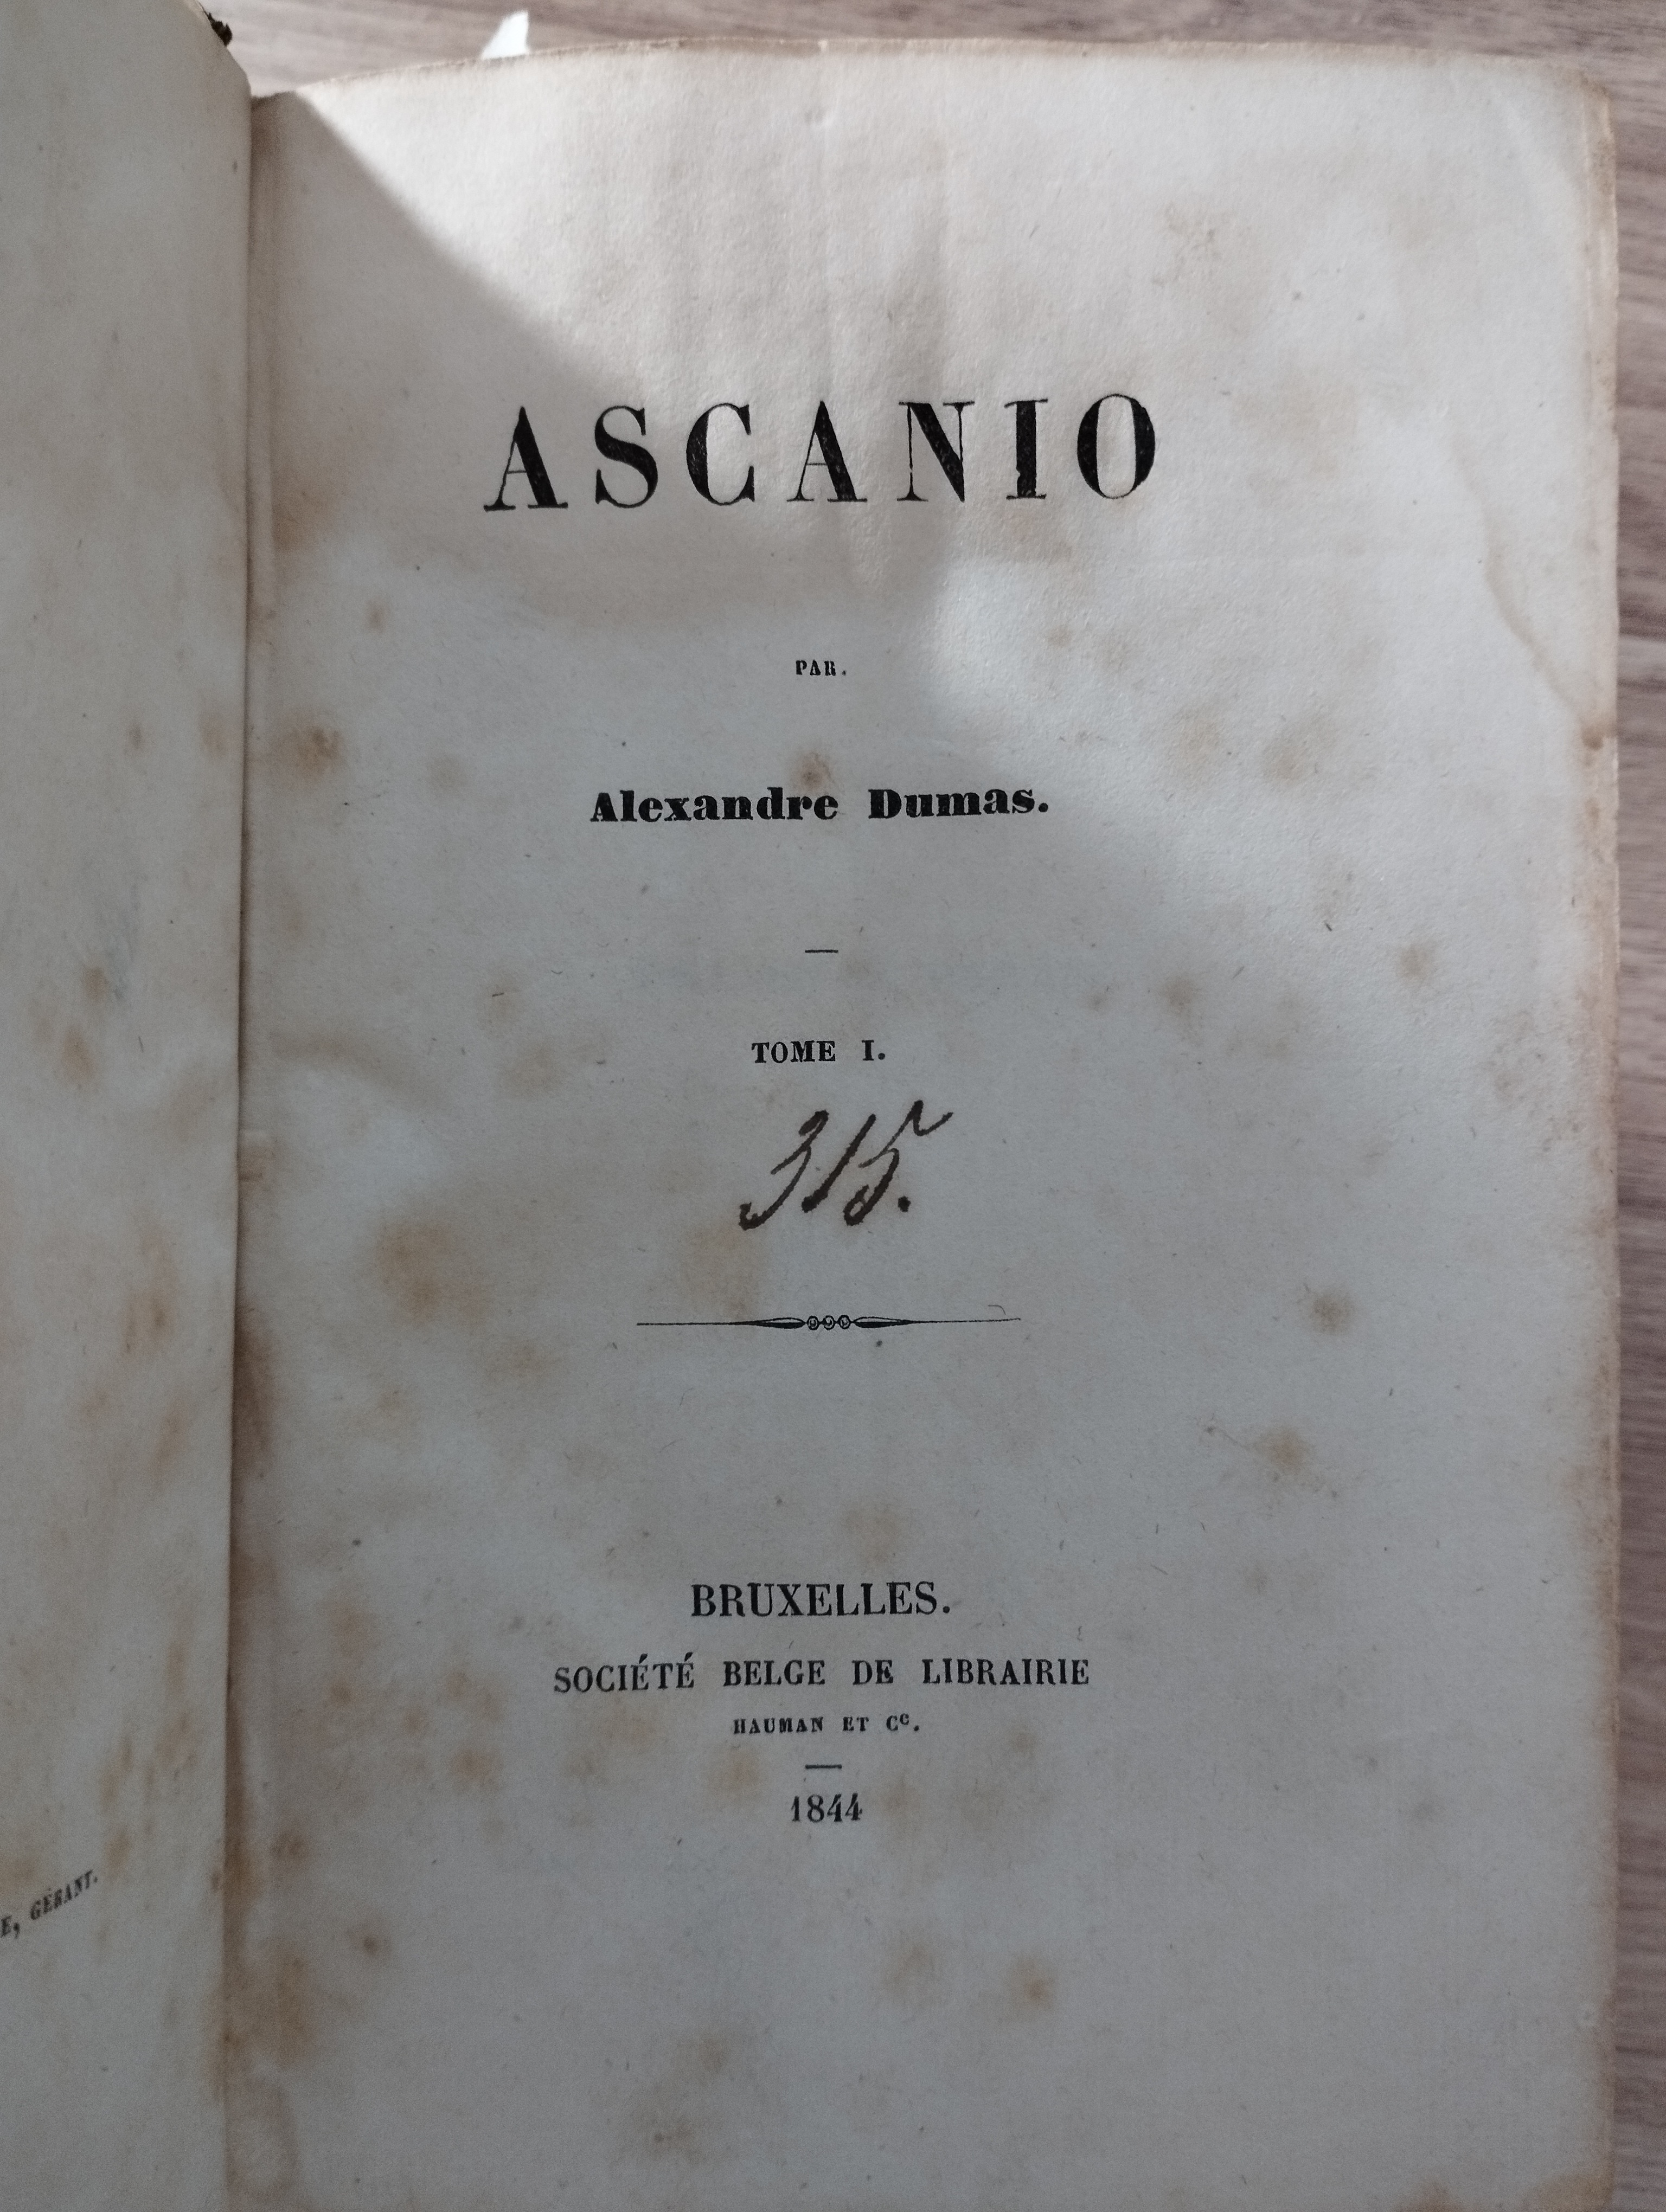 ASCANIO
PAR.
Alexandre Dumas.
TOME I.
315.
BRUXELLES.
SOCIÉTÉ BELGE DE LIBRAIRIE
HAUMAN ET Cᵉ.
1844
E, GÉRANT.